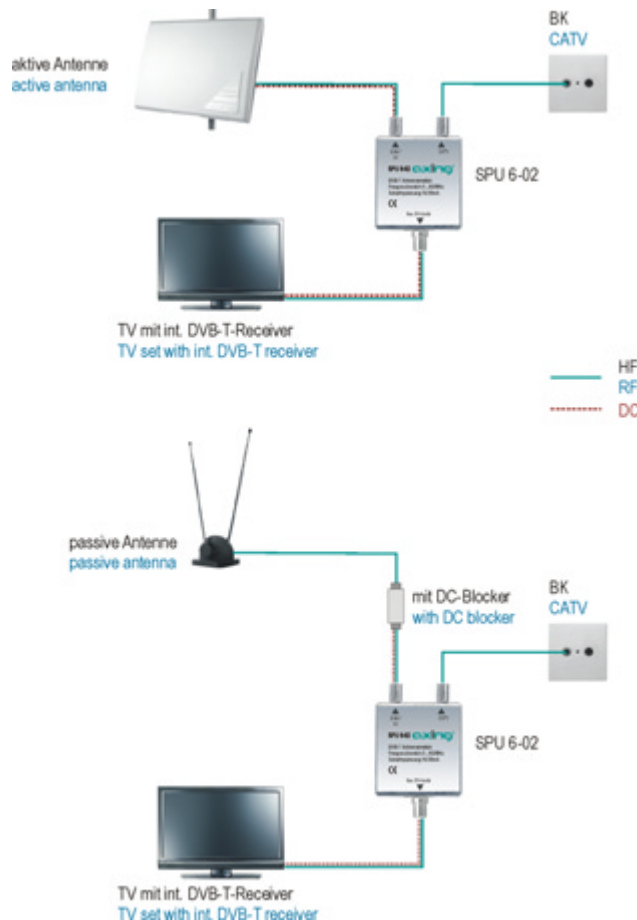 aktive Antenne
active antenna
BK
CATV
axing
SPU 6-02
TV mit int. DVB-T-Receiver
TV set with int. DVB-T receiver
HF
RF
DC
passive Antenne
passive antenna
mit DC-Blocker
with DC blocker
BK
CATV
axing
SPU 6-02
TV mit int. DVB-T-Receiver
TV set with int. DVB-T receiver